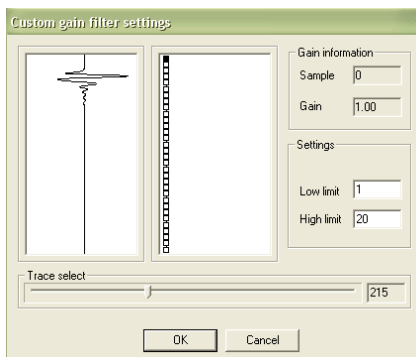 Custom gain filter settings
Gain information
Sample 0
Gain 1.00
Settings
Low limit 1
High limit 20
Trace select
215
OK Cancel